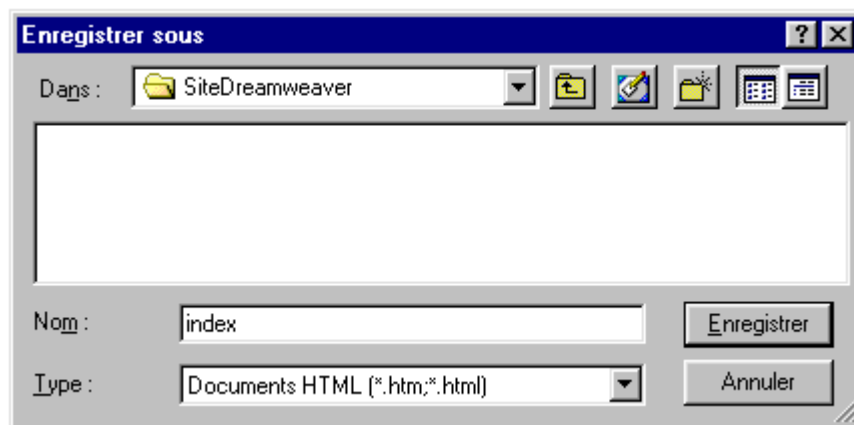 Enregistrer sous
Dans : SiteDreamweaver
Nom : index
Enregistrer
Type : Documents HTML (*.htm;*.html)
Annuler